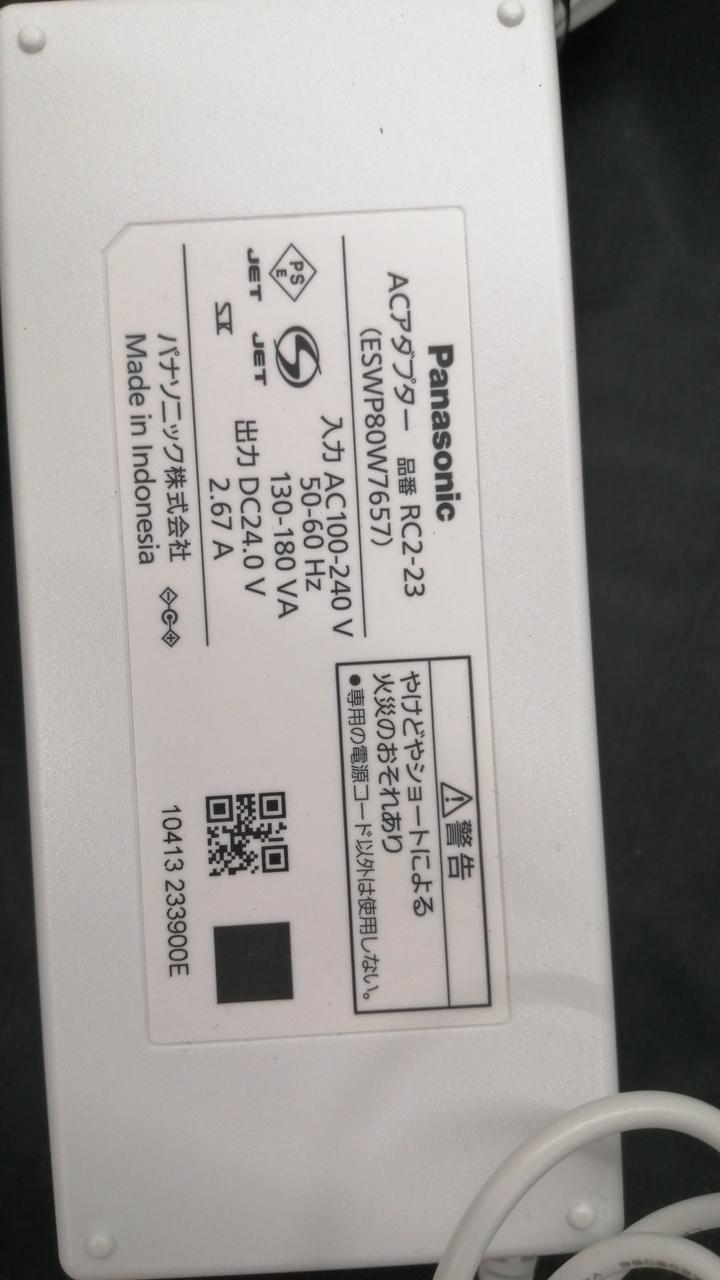 Panasonic
ACアダプター 品番 RC2-23
(ESWP80W7657)
PS
E
JET
JET
入力 AC100-240 V
50-60 Hz
130-180 VA
出力 DC24.0 V
2.67 A
SK
パナソニック株式会社
Made in Indonesia
⚠警告
やけどやショートによる
火災のおそれあり
●専用の電源コード以外は使用しない。
10413 233900E